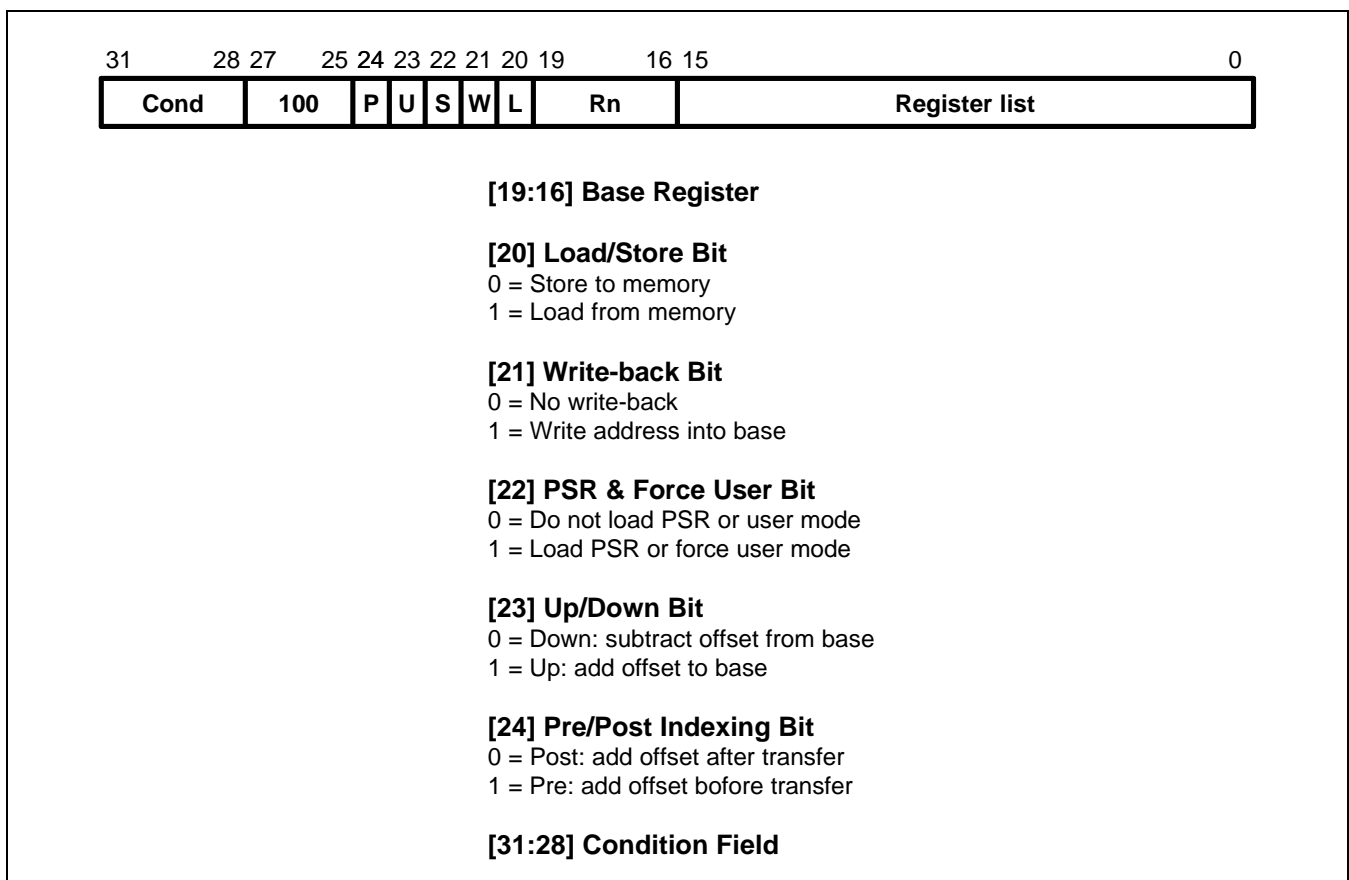 31 28 27 25 24 23 22 21 20 19 16 15 0
Cond 100 P U S W L Rn Register list
[19:16] Base Register
[20] Load/Store Bit
0 = Store to memory
1 = Load from memory
[21] Write-back Bit
0 = No write-back
1 = Write address into base
[22] PSR & Force User Bit
0 = Do not load PSR or user mode
1 = Load PSR or force user mode
[23] Up/Down Bit
0 = Down: subtract offset from base
1 = Up: add offset to base
[24] Pre/Post Indexing Bit
0 = Post: add offset after transfer
1 = Pre: add offset bofore transfer
[31:28] Condition Field